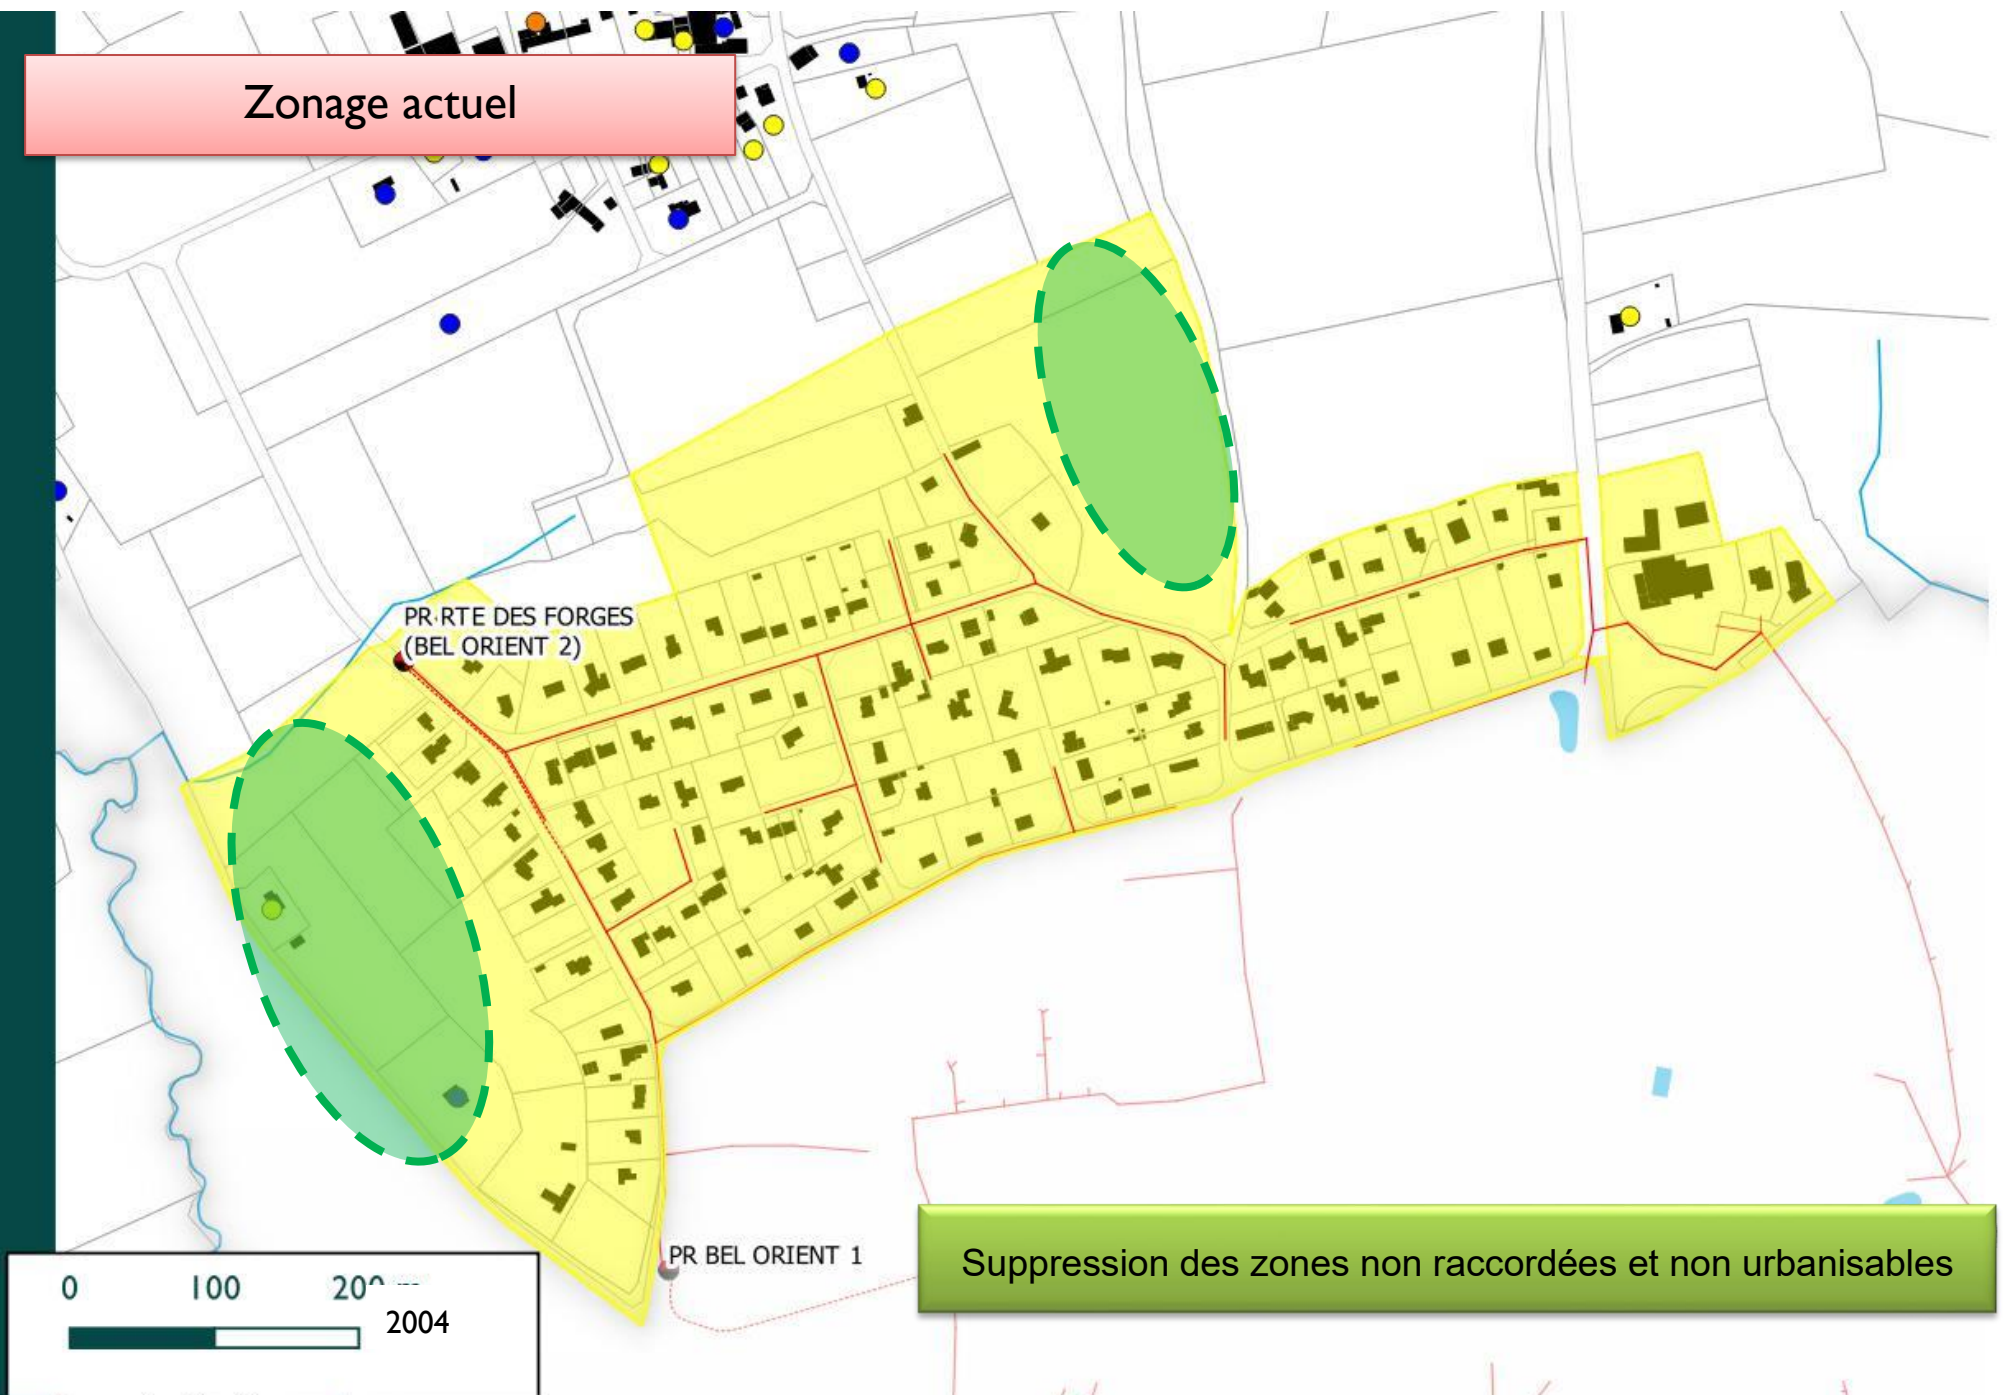 Zonage actuel
PR RTE DES FORGES
(BEL ORIENT 2)
PR BEL ORIENT 1
Suppression des zones non raccordées et non urbanisables
0 100
2004